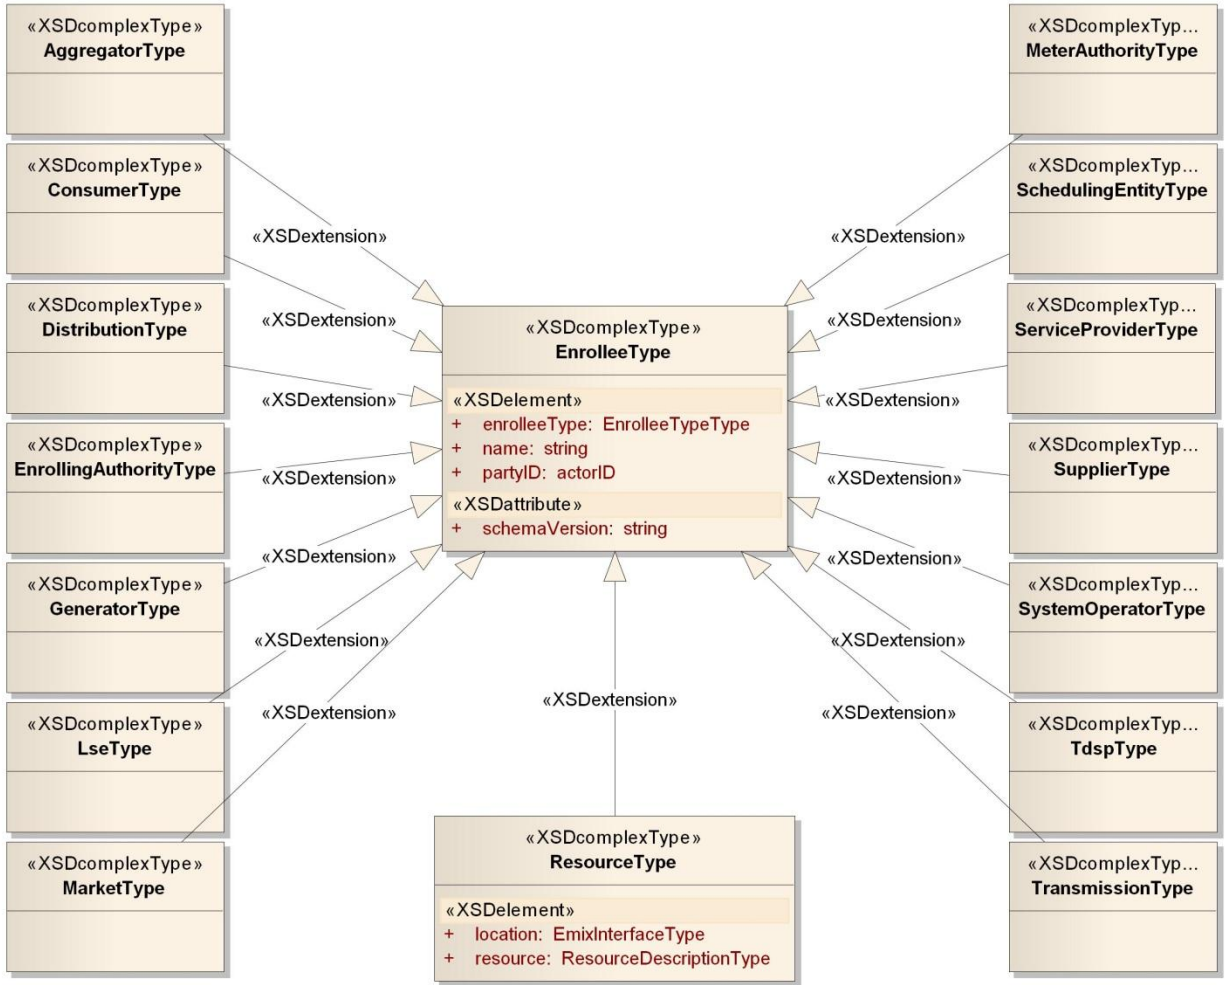 «XSDcomplexType»
AggregatorType
«XSDcomplexType»
ConsumerType
«XSDcomplexType»
DistributionType
«XSDcomplexType»
EnrollingAuthorityType
«XSDcomplexType»
GeneratorType
«XSDcomplexType»
LseType
«XSDcomplexType»
MarketType
«XSDextension»
«XSDextension»
«XSDextension»
«XSDextension»
«XSDextension»
«XSDextension»
«XSDextension»
«XSDcomplexType»
EnrolleeType
«XSDelement»
+ enrolleeType: EnrolleeTypeType
+ name: string
+ partyID: actorID
«XSDattribute»
+ schemaVersion: string
«XSDextension»
«XSDcomplexType»
ResourceType
«XSDelement»
+ location: EmixInterfaceType
+ resource: ResourceDescriptionType
«XSDextension»
«XSDextension»
«XSDextension»
«XSDextension»
«XSDextension»
«XSDextension»
«XSDextension»
«XSDcomplexTyp...
MeterAuthorityType
«XSDcomplexTyp...
SchedulingEntityType
«XSDcomplexTyp...
ServiceProviderType
«XSDcomplexTyp...
SupplierType
«XSDcomplexTyp...
SystemOperatorType
«XSDcomplexTyp...
TdspType
«XSDcomplexTyp...
TransmissionType